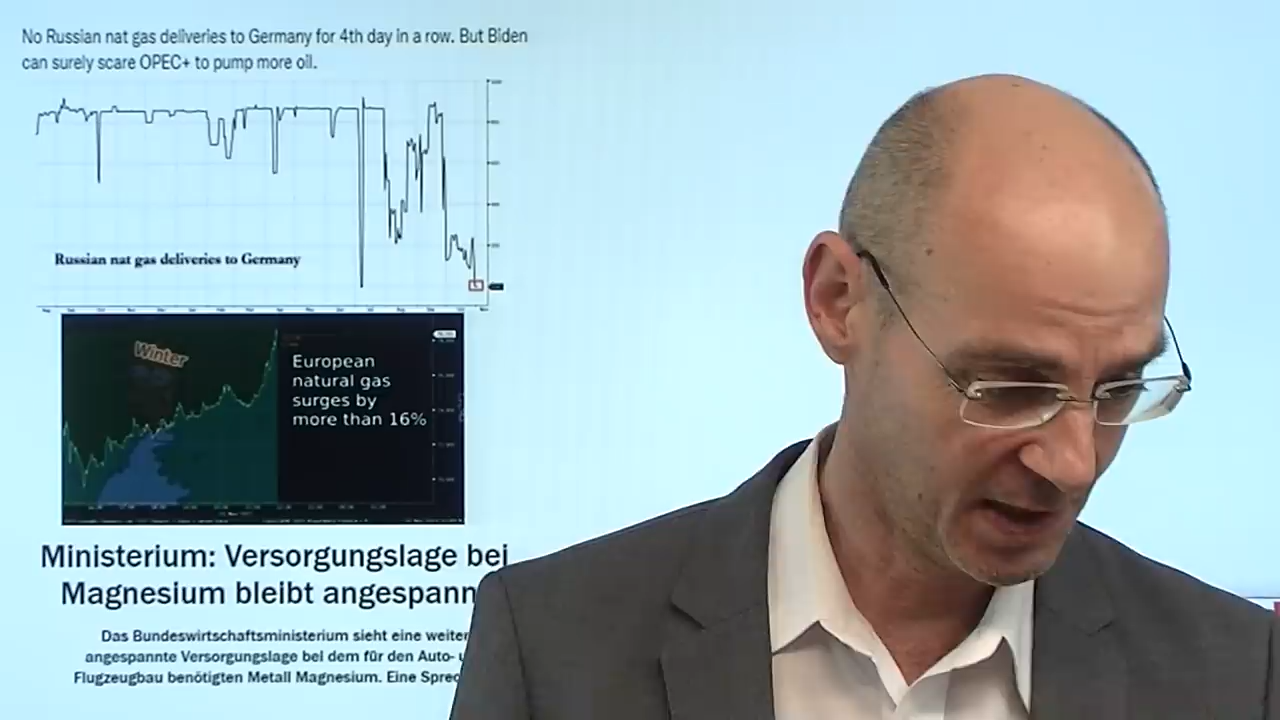 No Russian nat gas deliveries to Germany for 4th day in a row. But Biden
can surely scare OPEC+ to pump more oil.
Russian nat gas deliveries to Germany
Winter
European
natural gas
surges by
more than 16%
Ministerium: Versorgungslage bei
Magnesium bleibt angespann
Das Bundeswirtschaftsministerium sieht eine weiter
angespannte Versorgungslage bei dem für den Auto-
Flugzeugbau benötigten Metall Magnesium. Eine Sprec